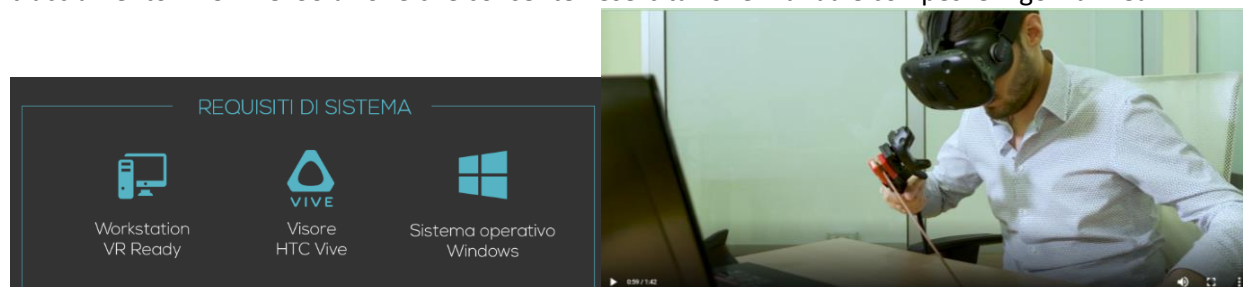 REQUISITI DI SISTEMA
VIVE
Workstation
VR Ready
Visore
HTC Vive
Sistema operativo
Windows
0:59 / 1:42